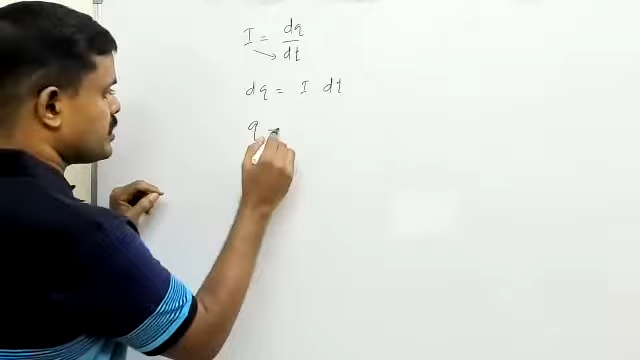 I = dq/dt
dq = I dt
q =